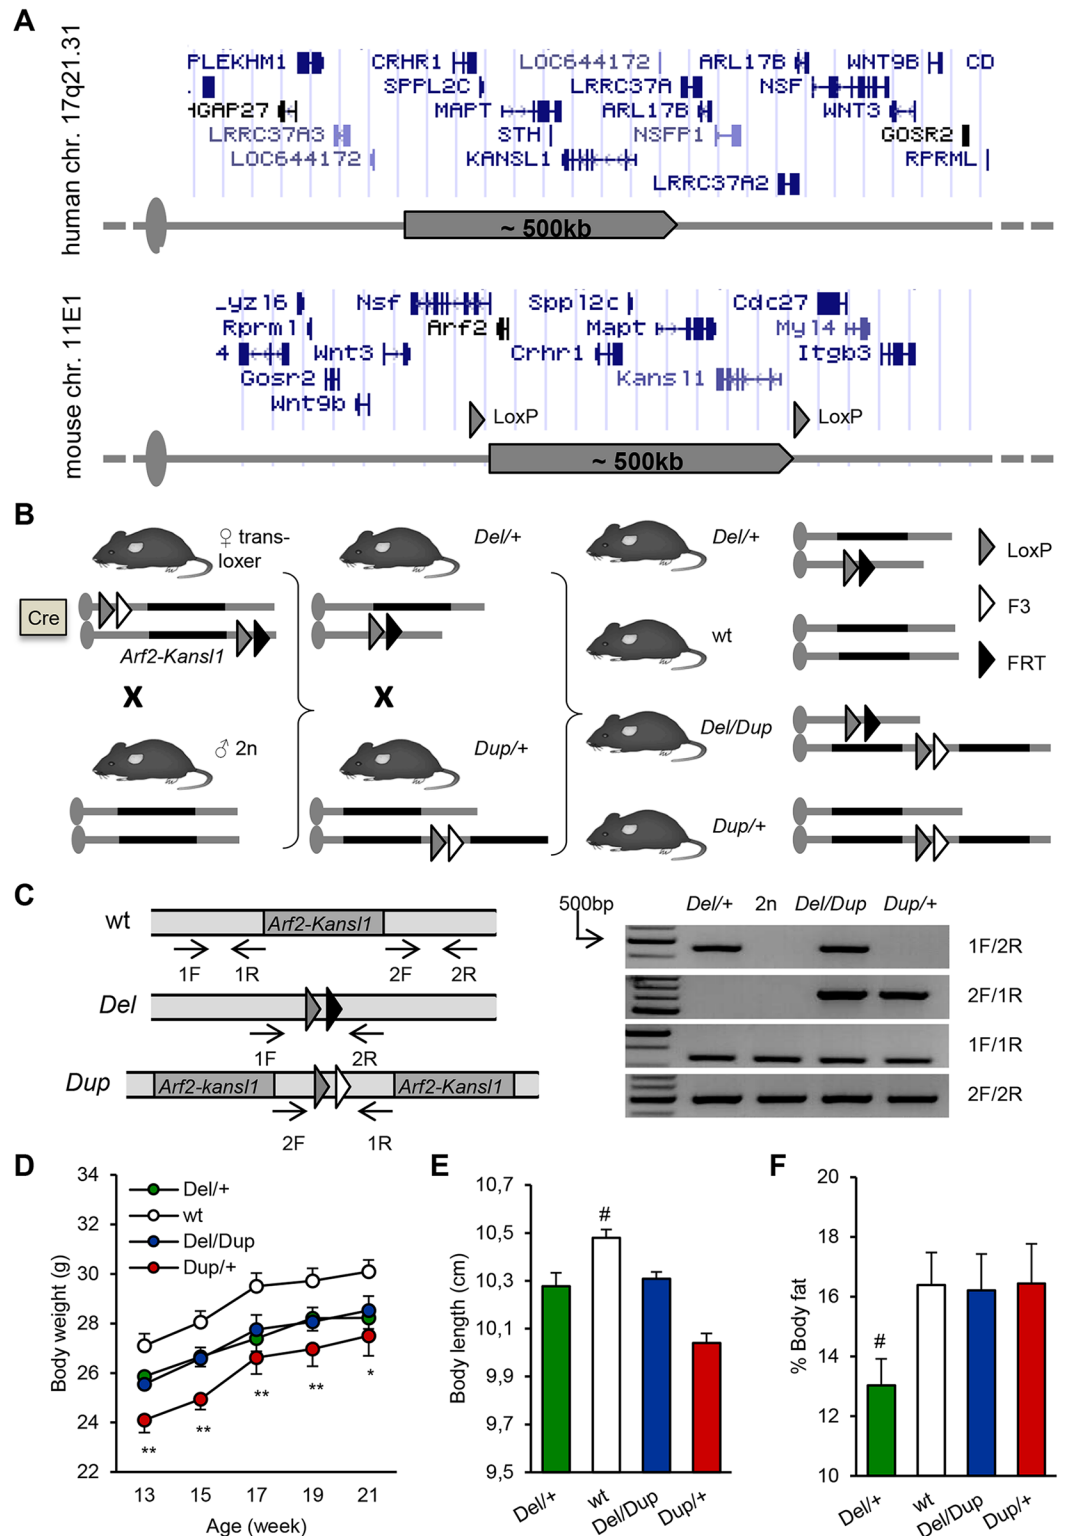 A
human chr. 17q21.31
PLEKHM1 CRHR1 LOC644172 ARL17B WNT9B CD
SPPL2C LRRC37A NSF
HGAP27 MAPT ARL17B WNT3
LRRC37A3 STH NSFP1 GOSR2
LOC644172 KANSL1 RPRML
LRRC37A2
~ 500kb
mouse chr. 11E1
_yz16 Nsf Sppl2c Cdc27
Rprml Arf2 Mapt Myl4
4 Wnt3 Crhr1 Itgb3
Gosr2 Kansl1
Wnt9b
LoxP LoxP
~ 500kb
B
♀ trans-
loxer
Del/+
Del/+
Cre
Arf2-Kansl1
X
X
♂ 2n
Dup/+
wt
Del/Dup
Dup/+
LoxP
F3
FRT
C
wt
Arf2-Kansl1
1F 1R 2F 2R
Del
1F 2R
Dup
Arf2-kansl1 Arf2-Kansl1
2F 1R
500bp
Del/+ 2n Del/Dup Dup/+
1F/2R
2F/1R
1F/1R
2F/2R
D
Body weight (g)
34
32
30
28
26
24
22
Del/+
wt
Del/Dup
Dup/+
** ** ** ** *
13 15 17 19 21
Age (week)
E
Body length (cm)
10,7
10,5
10,3
10,1
9,9
9,7
9,5
#
Del/+ wt Del/Dup Dup/+
F
% Body fat
20
18
16
14
12
10
#
Del/+ wt Del/Dup Dup/+